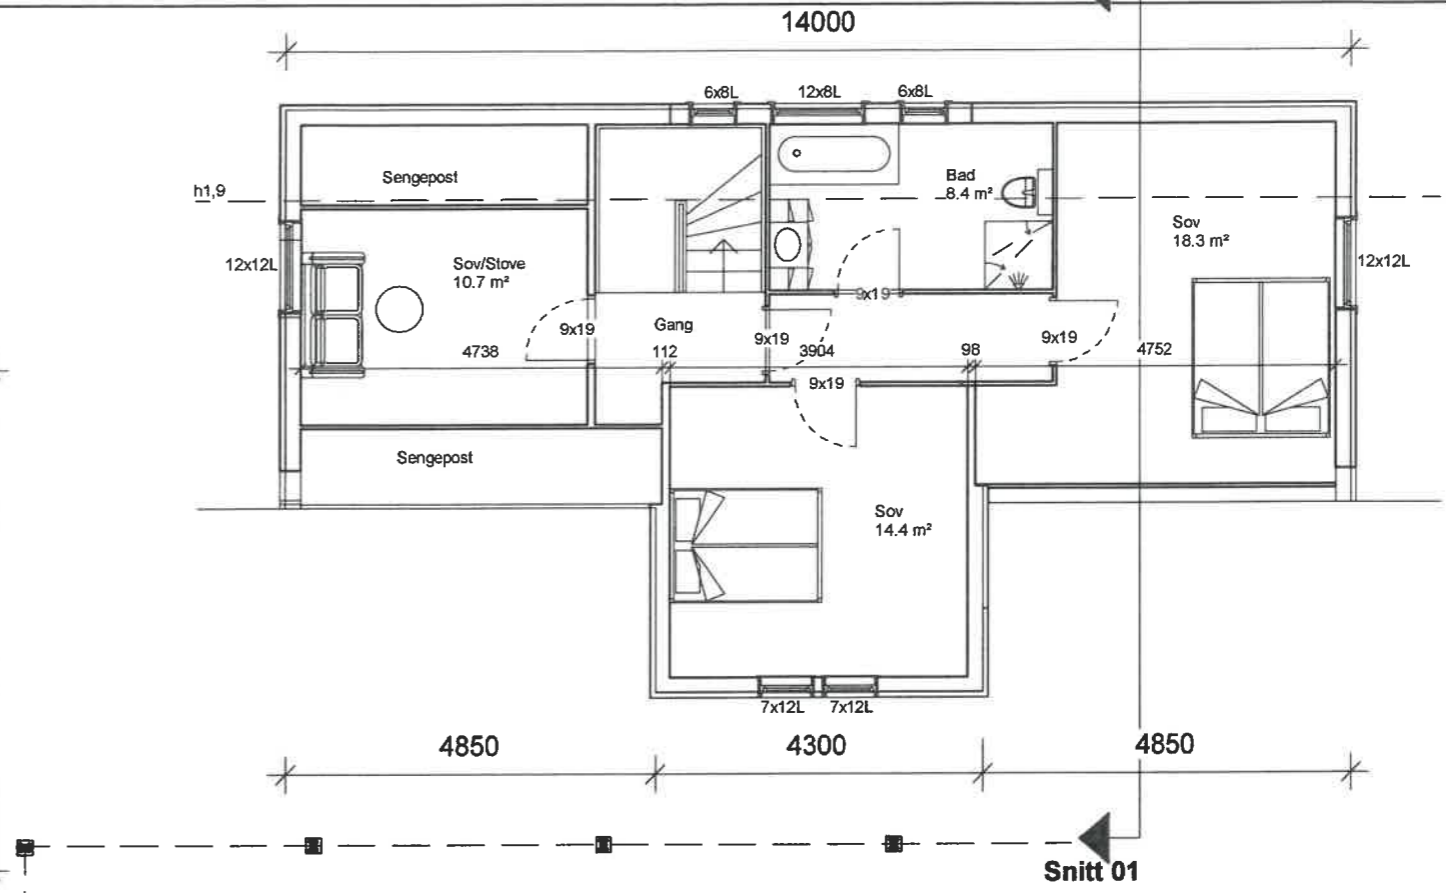 14000
6x8L
12x8L
6x8L
Sengepost
h1,9
Bad
8.4 m²
Sov
18.3 m²
12x12L
Sov/Stove
10.7 m²
12x12L
9x19
Gang
9x19
9x19
9x19
4738
112
3904
98
4752
9x19
Sengepost
Sov
14.4 m²
7x12L
7x12L
4850
4300
4850
Snitt 01